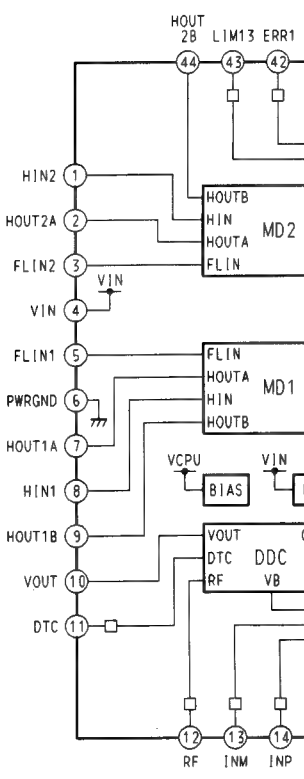 HOUT
2B LIM13 ERR1
44 43 42
HIN2 1
HOUTB
HOUT2A 2
HIN
HOUTA
MD2
FLIN2 3
FLIN
VIN
VIN 4
FLIN1 5
FLIN
HOUTA
MD1
PWRGND 6
HIN
HOUTB
HOUT1A 7
VCPU VIN
HIN1 8
BIAS
HOUT1B 9
VOUT
DTC
DDC
VOUT 10
RF
VB
DTC 11
12 13 14
RF INM INP